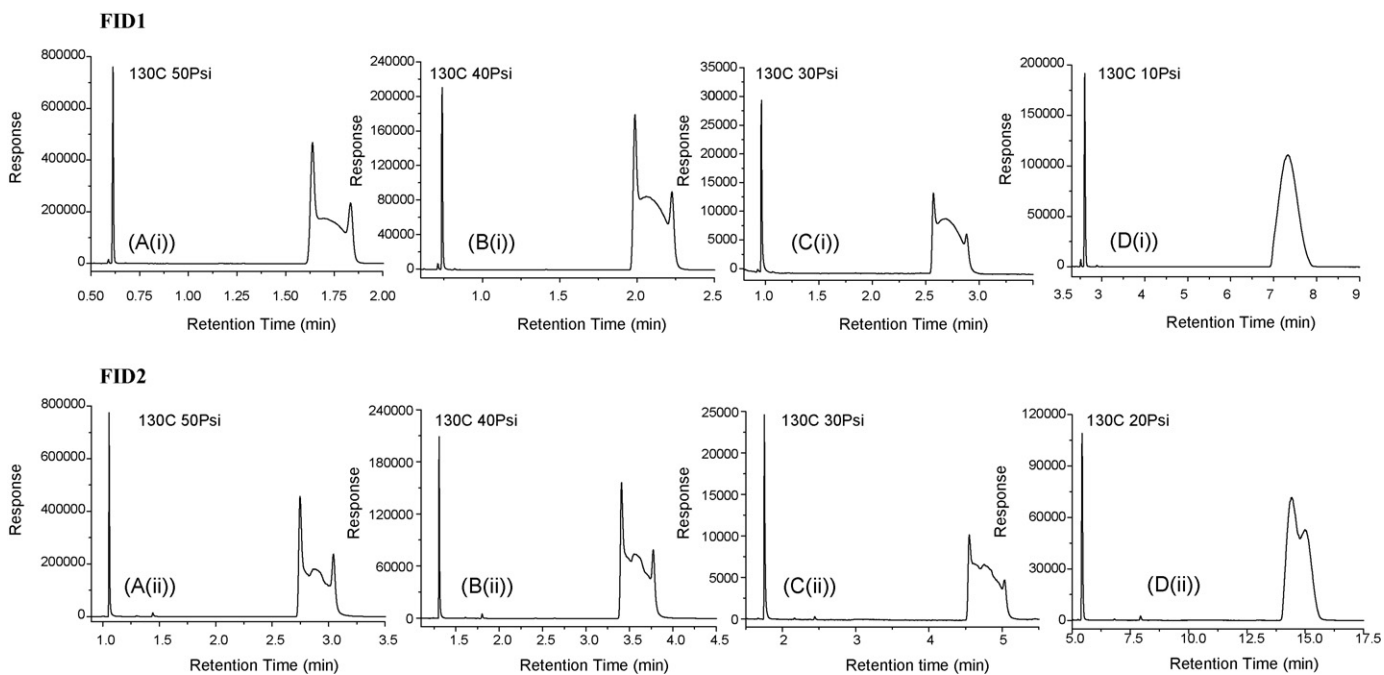 FID1
130C 50Psi
800000
600000
400000
200000
0
Response
(A(i))
0.50 0.75 1.00 1.25 1.50 1.75 2.00
Retention Time (min)
130C 40Psi
240000
200000
160000
120000
80000
40000
0
Response
(B(i))
1.0 1.5 2.0 2.5
Retention Time (min)
130C 30Psi
35000
30000
25000
20000
15000
10000
5000
0
Response
(C(i))
1.0 1.5 2.0 2.5 3.0
Retention Time (min)
130C 10Psi
200000
150000
100000
50000
0
Response
(D(i))
3.5 3 4 5 6 7 8 9
Retention Time (min)
FID2
130C 50Psi
800000
600000
400000
200000
0
Response
(A(ii))
1.0 1.5 2.0 2.5 3.0 3.5
Retention Time (min)
130C 40Psi
240000
180000
120000
60000
0
Response
(B(ii))
1.5 2.0 2.5 3.0 3.5 4.0 4.5
Retention Time (min)
130C 30Psi
25000
20000
15000
10000
5000
0
Response
(C(ii))
2 3 4 5
Retention time (min)
130C 20Psi
120000
90000
60000
30000
0
Response
(D(ii))
5.0 7.5 10.0 12.5 15.0 17.5
Retention Time (min)